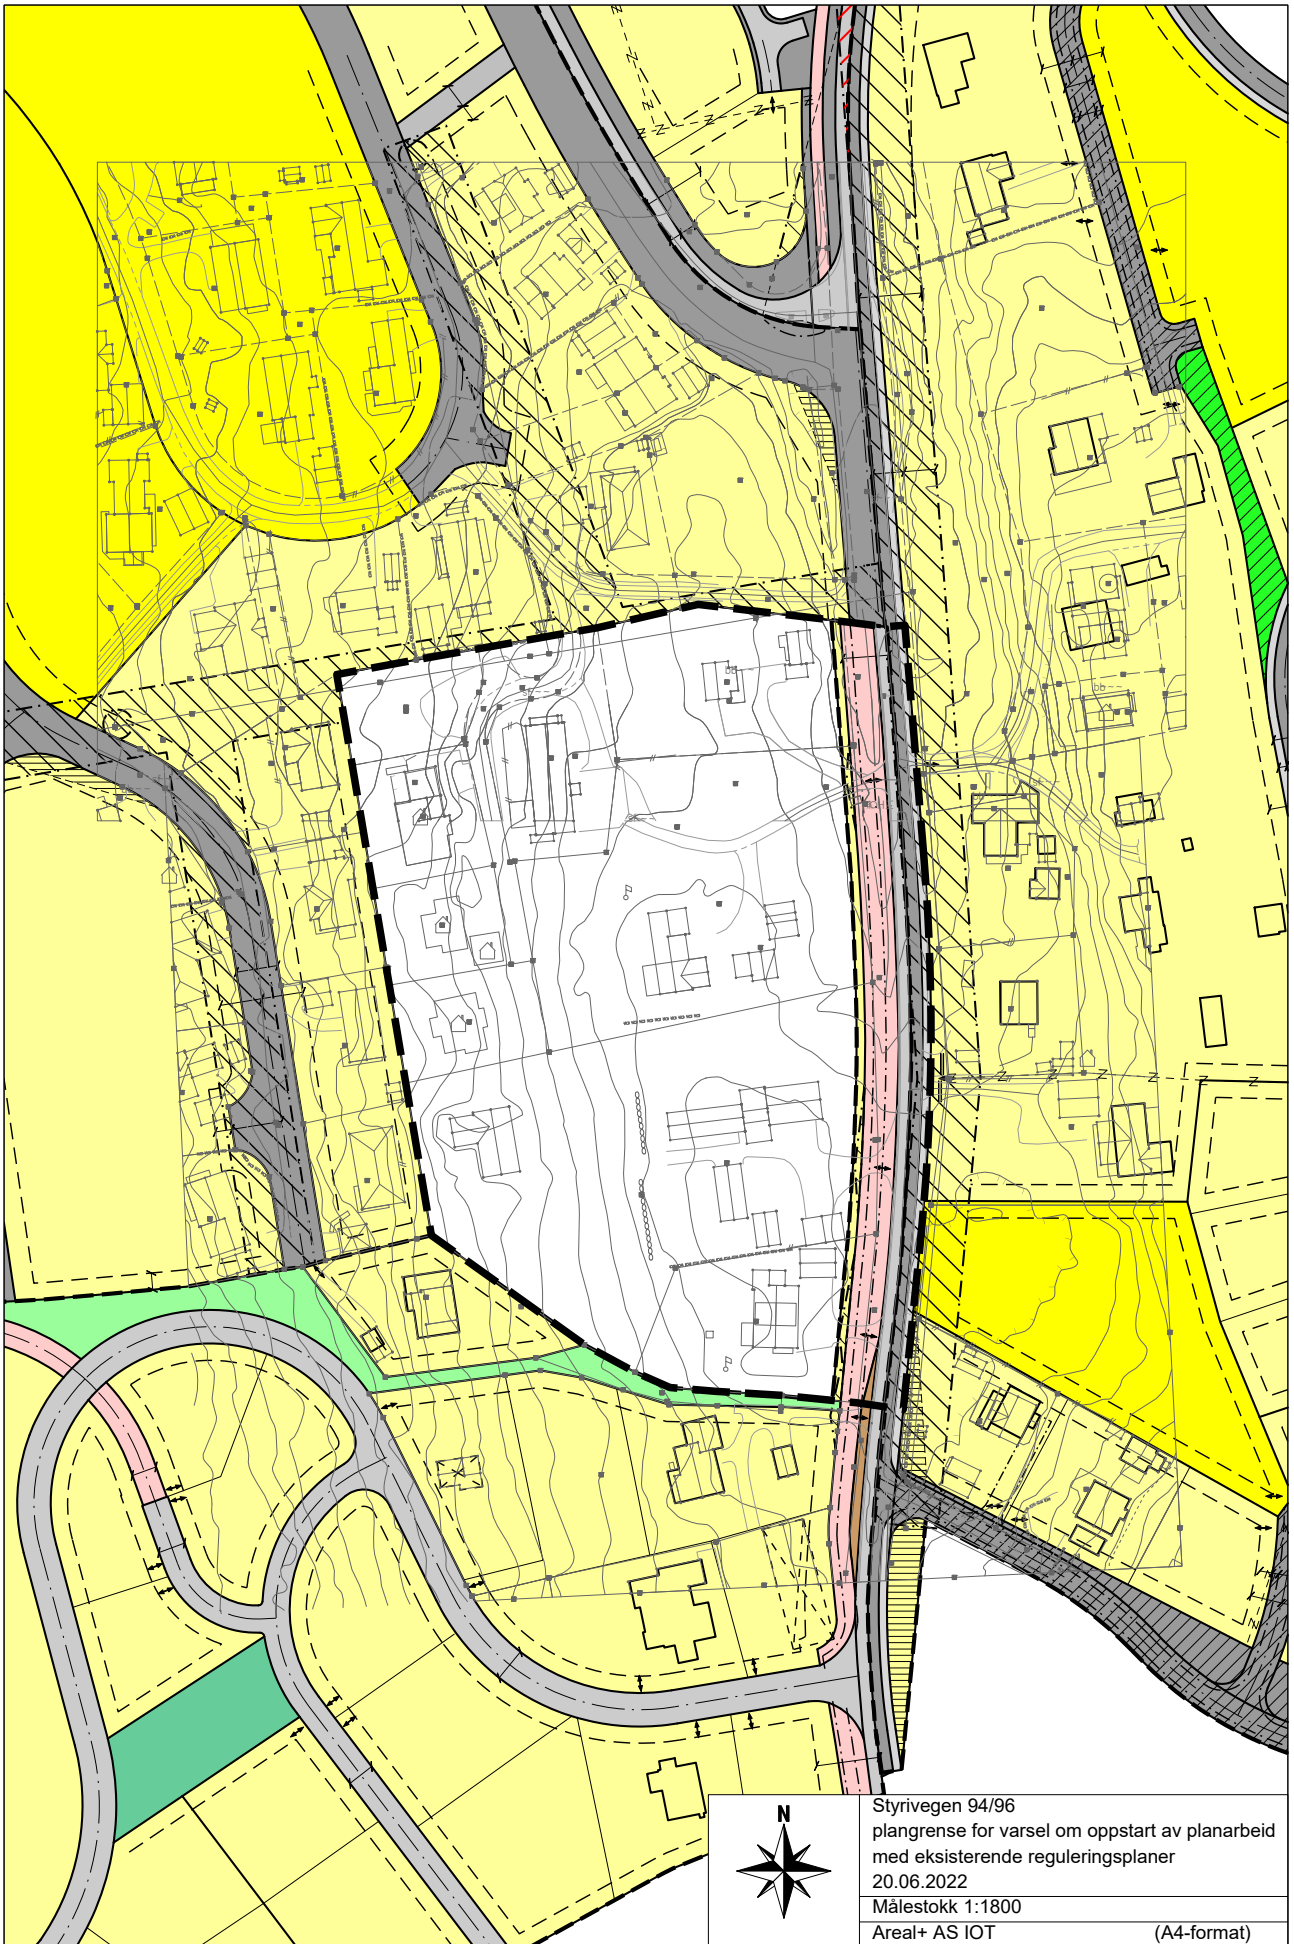 N
Styrivegen 94/96
plangrense for varsel om oppstart av planarbeid
med eksisterende reguleringsplaner
20.06.2022
Målestokk 1:1800
Areal+ AS IOT (A4-format)